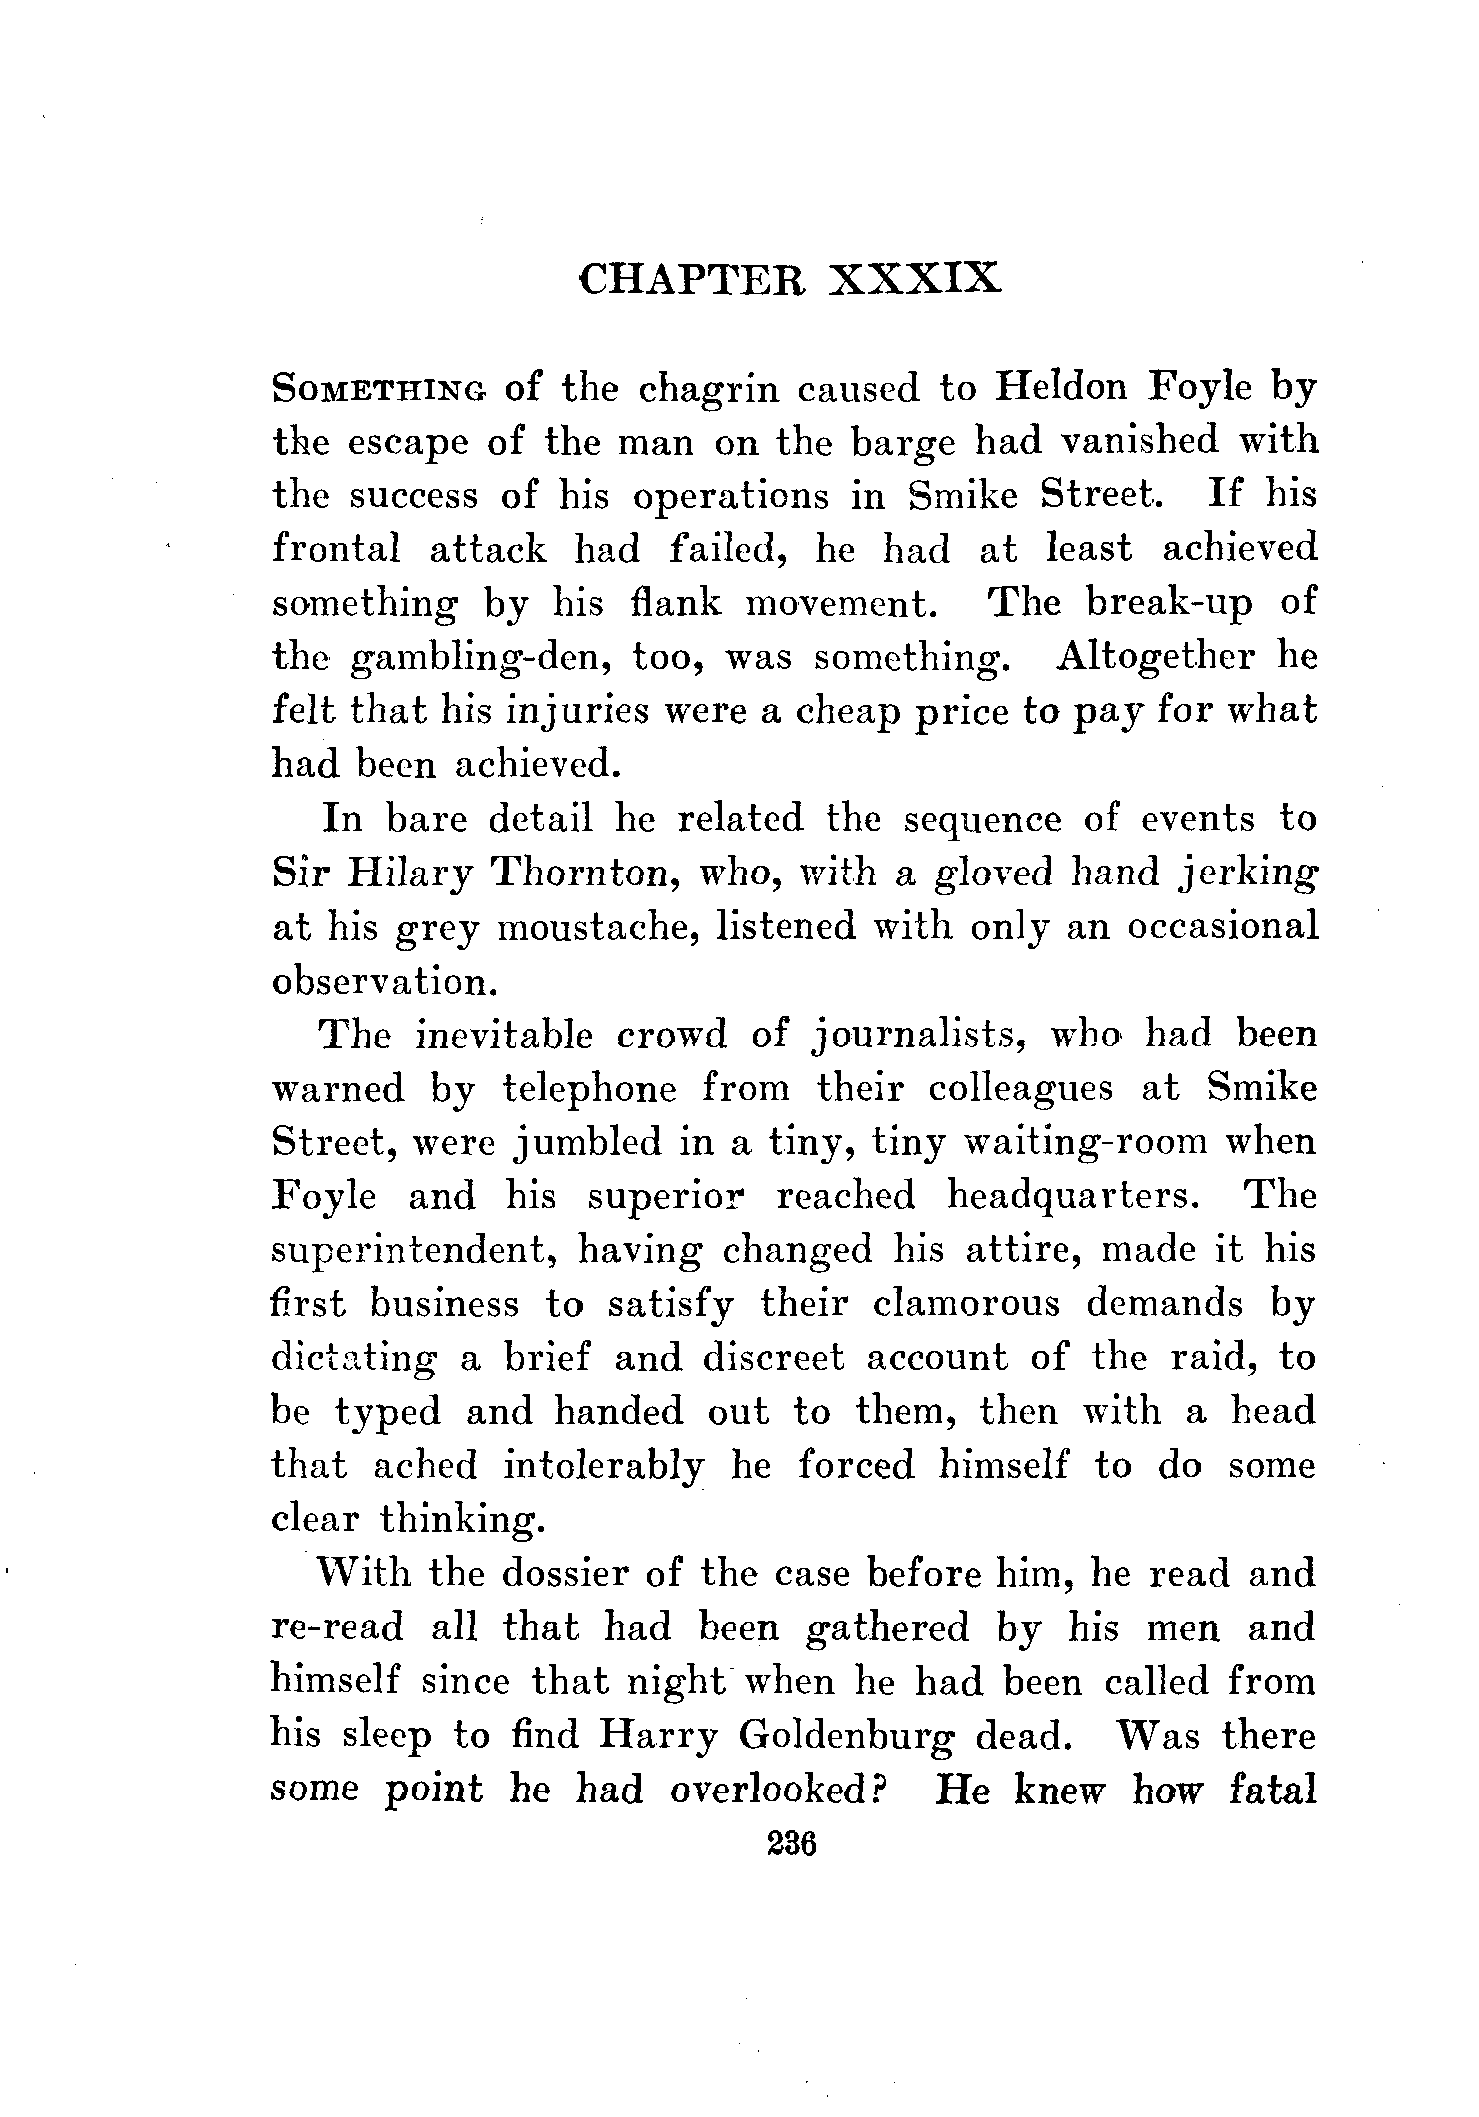 CHAPTER XXXIX
SOMETHING of the chagrin caused to Heldon Foyle by
the escape of the man on the barge had vanished with
the success of his operations in Smike Street. If his
frontal attack had failed, he had at least achieved
something by his flank movement. The break-up of
the gambling-den, too, was something. Altogether he
felt that his injuries were a cheap price to pay for what
had been achieved.
In bare detail he related the sequence of events to
Sir Hilary Thornton, who, with a gloved hand jerking
at his grey moustache, listened with only an occasional
observation.
The inevitable crowd of journalists, who had been
warned by telephone from their colleagues at Smike
Street, were jumbled in a tiny, tiny waiting-room when
Foyle and his superior reached headquarters. The
superintendent, having changed his attire, made it his
first business to satisfy their clamorous demands by
dictating a brief and discreet account of the raid, to
be typed and handed out to them, then with a head
that ached intolerably he forced himself to do some
clear thinking.
With the dossier of the case before him, he read and
re-read all that had been gathered by his men and
himself since that night when he had been called from
his sleep to find Harry Goldenburg dead. Was there
some point he had overlooked? He knew how fatal
236